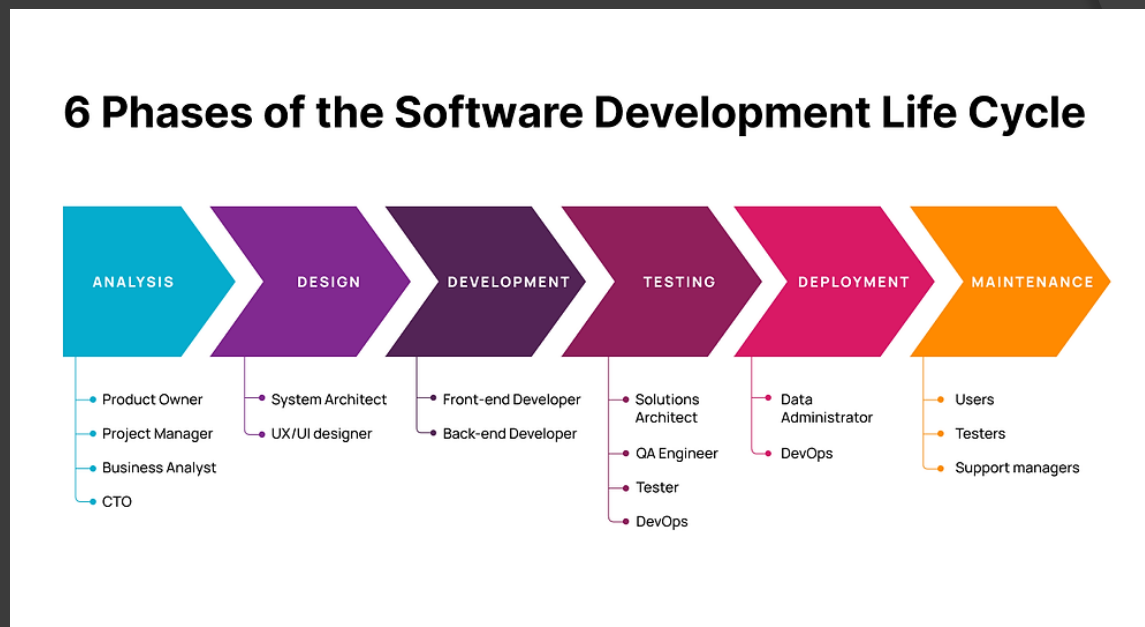 6 Phases of the Software Development Life Cycle
ANALYSIS
DESIGN
DEVELOPMENT
TESTING
DEPLOYMENT
MAINTENANCE
Product Owner
Project Manager
Business Analyst
CTO
System Architect
UX/UI designer
Front-end Developer
Back-end Developer
Solutions
Architect
QA Engineer
Tester
DevOps
Data
Administrator
DevOps
Users
Testers
Support managers